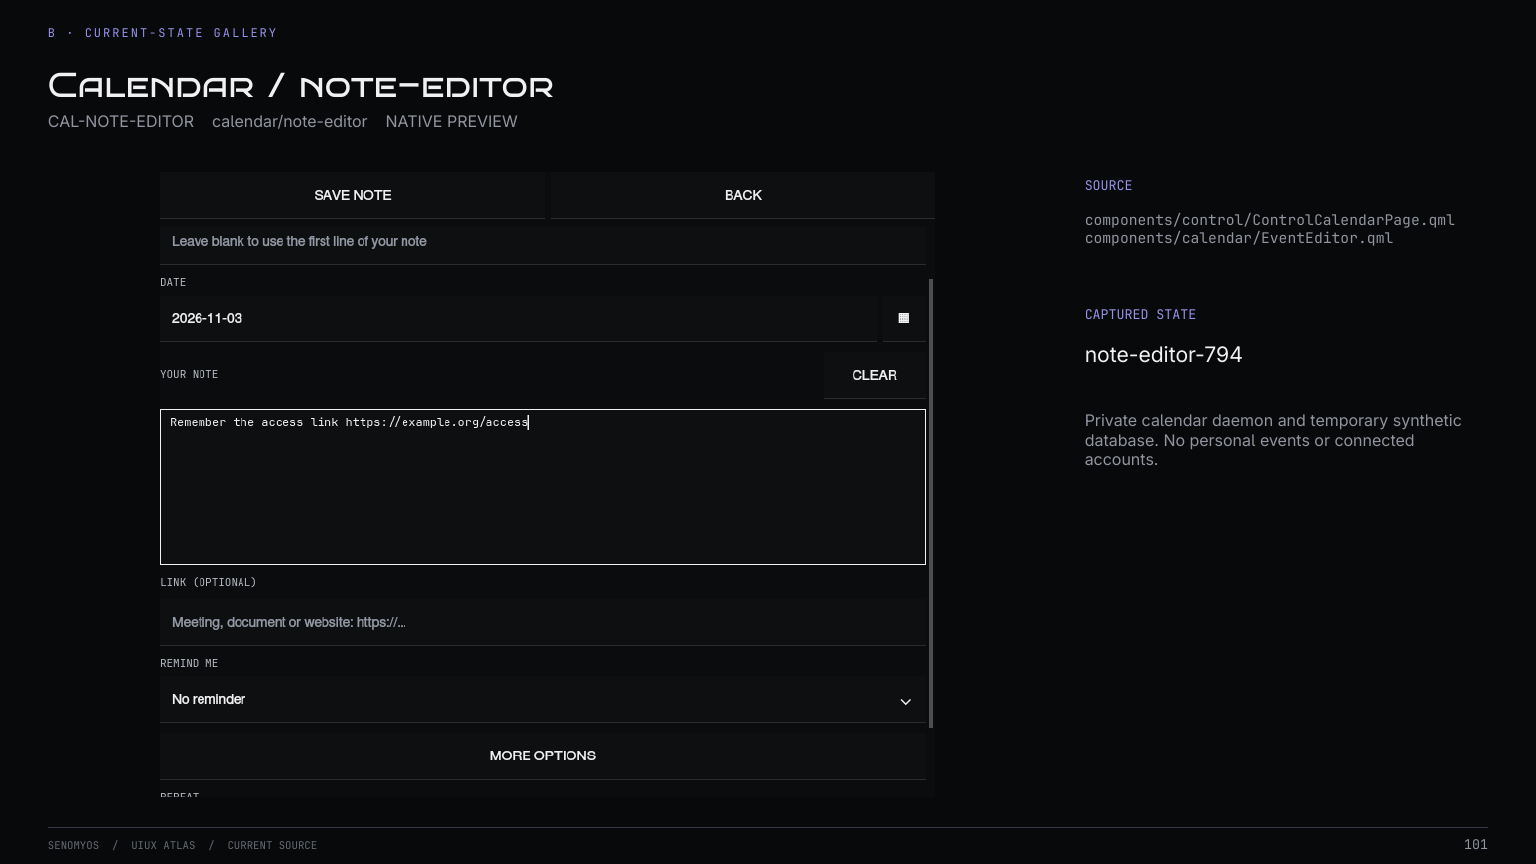 B · CURRENT-STATE GALLERY
Calendar / note-editor
CAL-NOTE-EDITOR calendar/note-editor NATIVE PREVIEW
SAVE NOTE BACK
Leave blank to use the first line of your note
DATE
2026-11-03
YOUR NOTE CLEAR
Remember the access link https://example.org/access
LINK (OPTIONAL)
Meeting, document or website: https://...
REMIND ME
No reminder
MORE OPTIONS
REPEAT
SOURCE
components/control/ControlCalendarPage.qml
components/calendar/EventEditor.qml
CAPTURED STATE
note-editor-794
Private calendar daemon and temporary synthetic
database. No personal events or connected
accounts.
SENOMYOS / UIUX ATLAS / CURRENT SOURCE
101